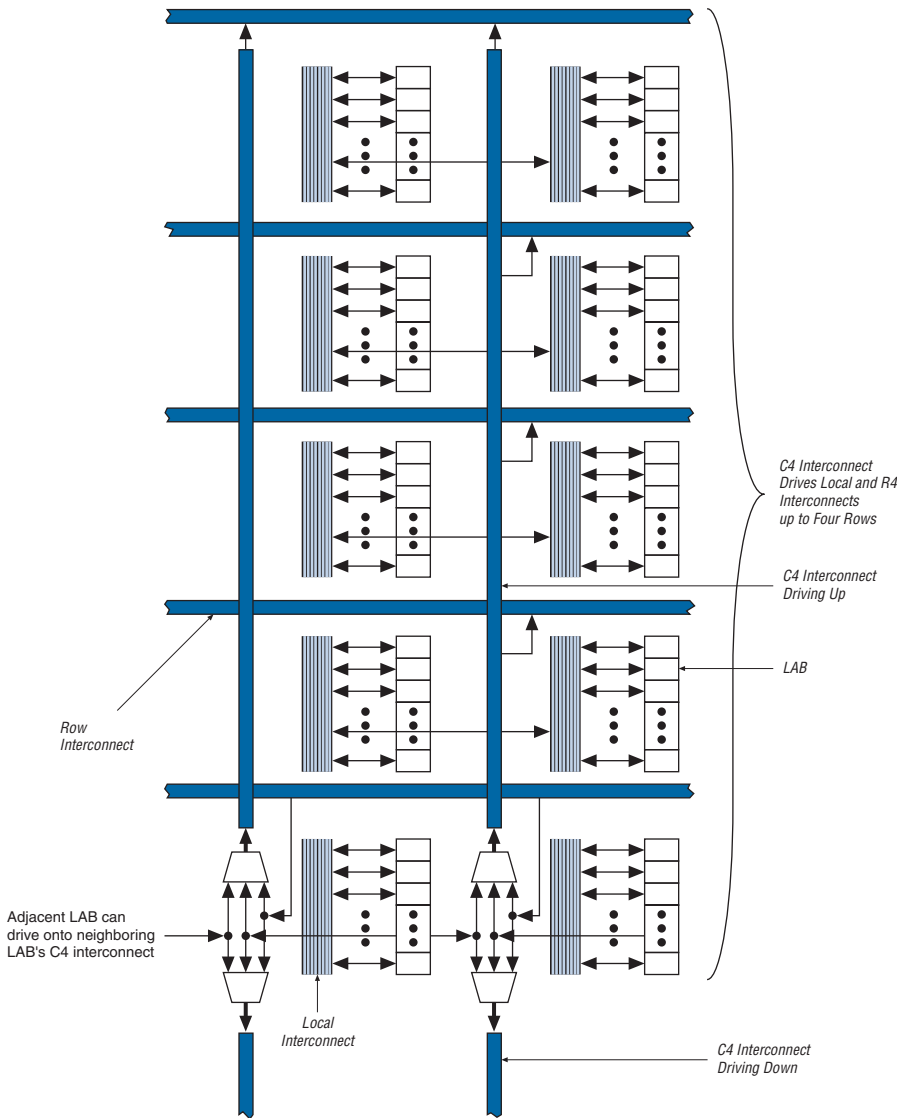 C4 Interconnect
Drives Local and R4
Interconnects
up to Four Rows
C4 Interconnect
Driving Up
LAB
Row
Interconnect
Adjacent LAB can
drive onto neighboring
LAB's C4 interconnect
Local
Interconnect
C4 Interconnect
Driving Down